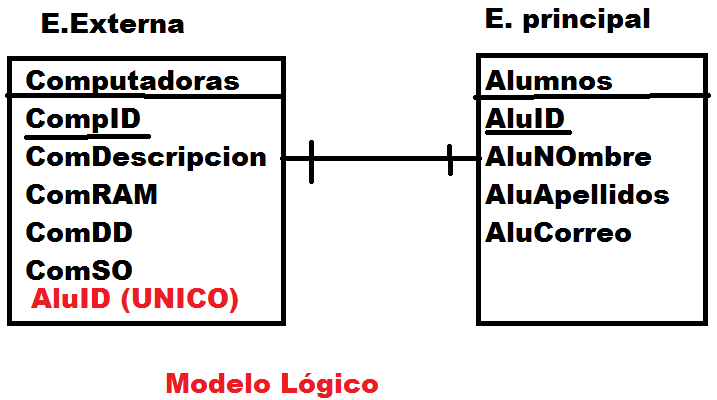 E.Externa
Computadoras
CompID
ComDescripcion
ComRAM
ComDD
ComSO
AluID (UNICO)
E. principal
Alumnos
AluID
AluNOmbre
AluApellidos
AluCorreo
Modelo Lógico